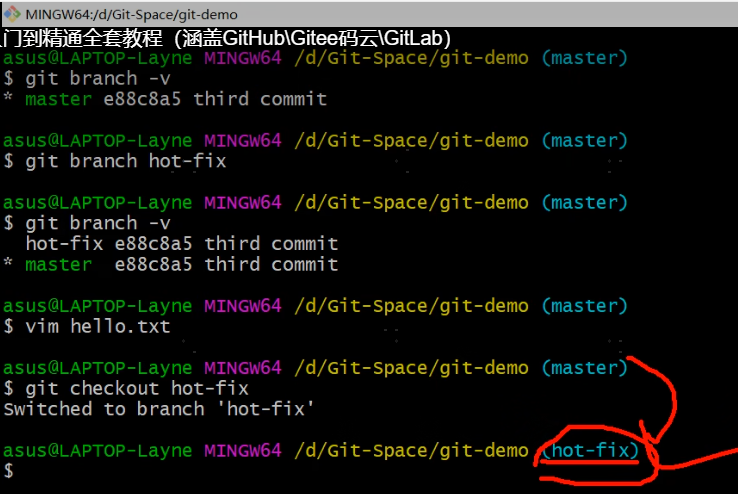 MINGW64:/d/Git-Space/git-demo
门到精通全套教程（涵盖GitHub\Gitee码云\GitLab）
asus@LAPTOP-Layne MINGW64 /d/Git-Space/git-demo (master)
$ git branch -v
* master e88c8a5 third commit
asus@LAPTOP-Layne MINGW64 /d/Git-Space/git-demo (master)
$ git branch hot-fix
asus@LAPTOP-Layne MINGW64 /d/Git-Space/git-demo (master)
$ git branch -v
  hot-fix e88c8a5 third commit
* master  e88c8a5 third commit
asus@LAPTOP-Layne MINGW64 /d/Git-Space/git-demo (master)
$ vim hello.txt
asus@LAPTOP-Layne MINGW64 /d/Git-Space/git-demo (master)
$ git checkout hot-fix
Switched to branch 'hot-fix'
asus@LAPTOP-Layne MINGW64 /d/Git-Space/git-demo (hot-fix)
$